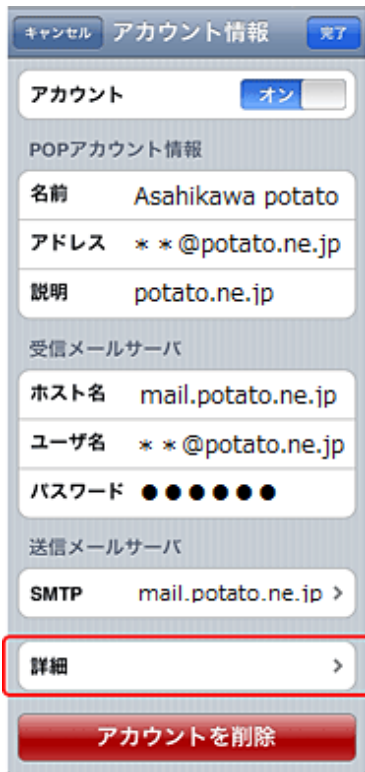 キャンセル アカウント情報 完了
アカウント オン
POPアカウント情報
名前 Asahikawa potato
アドレス **@potato.ne.jp
説明 potato.ne.jp
受信メールサーバ
ホスト名 mail.potato.ne.jp
ユーザ名 **@potato.ne.jp
パスワード ●●●●●●
送信メールサーバ
SMTP mail.potato.ne.jp >
詳細 >
アカウントを削除